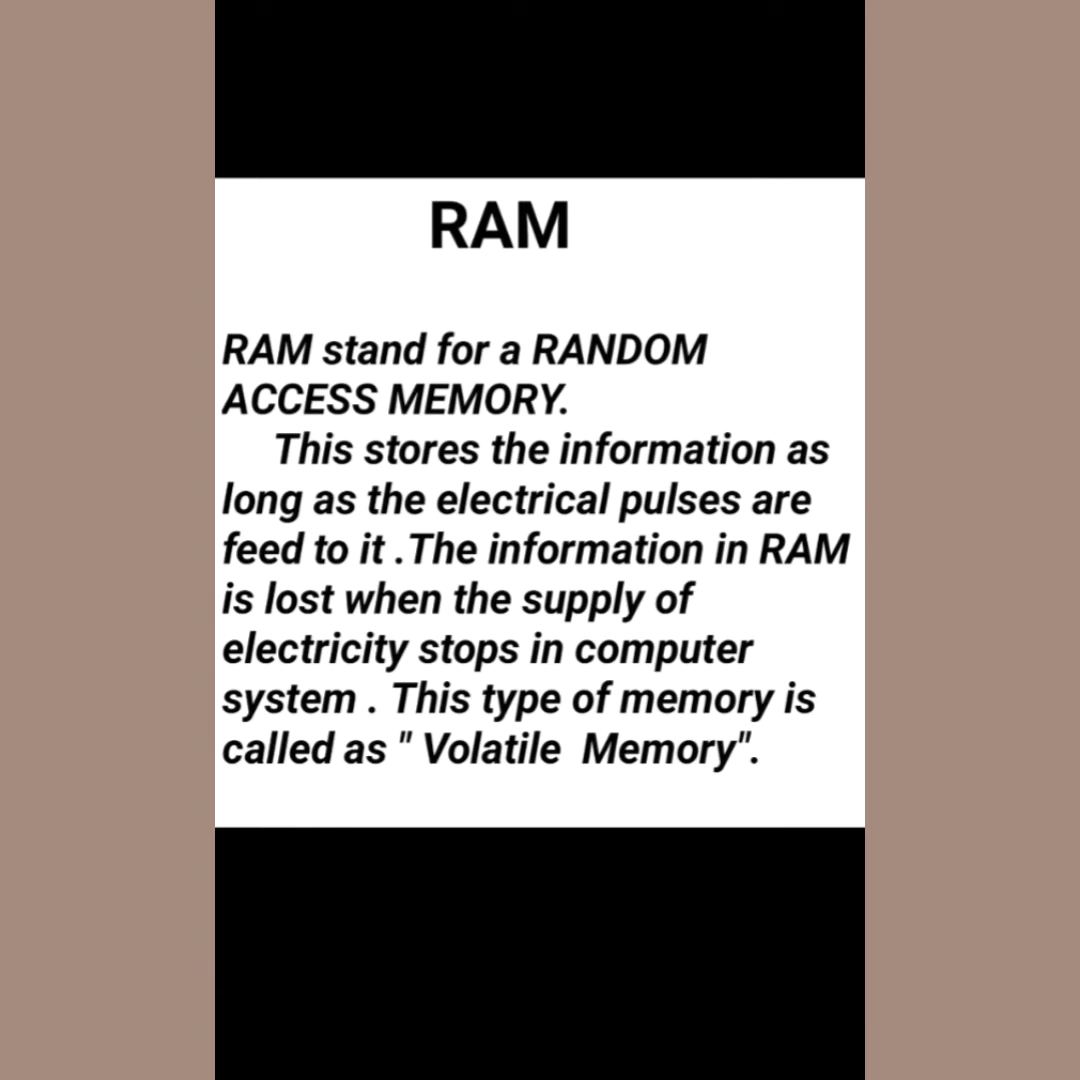 RAM
RAM stand for a RANDOM
ACCESS MEMORY.
This stores the information as
long as the electrical pulses are
feed to it .The information in RAM
is lost when the supply of
electricity stops in computer
system . This type of memory is
called as " Volatile  Memory".